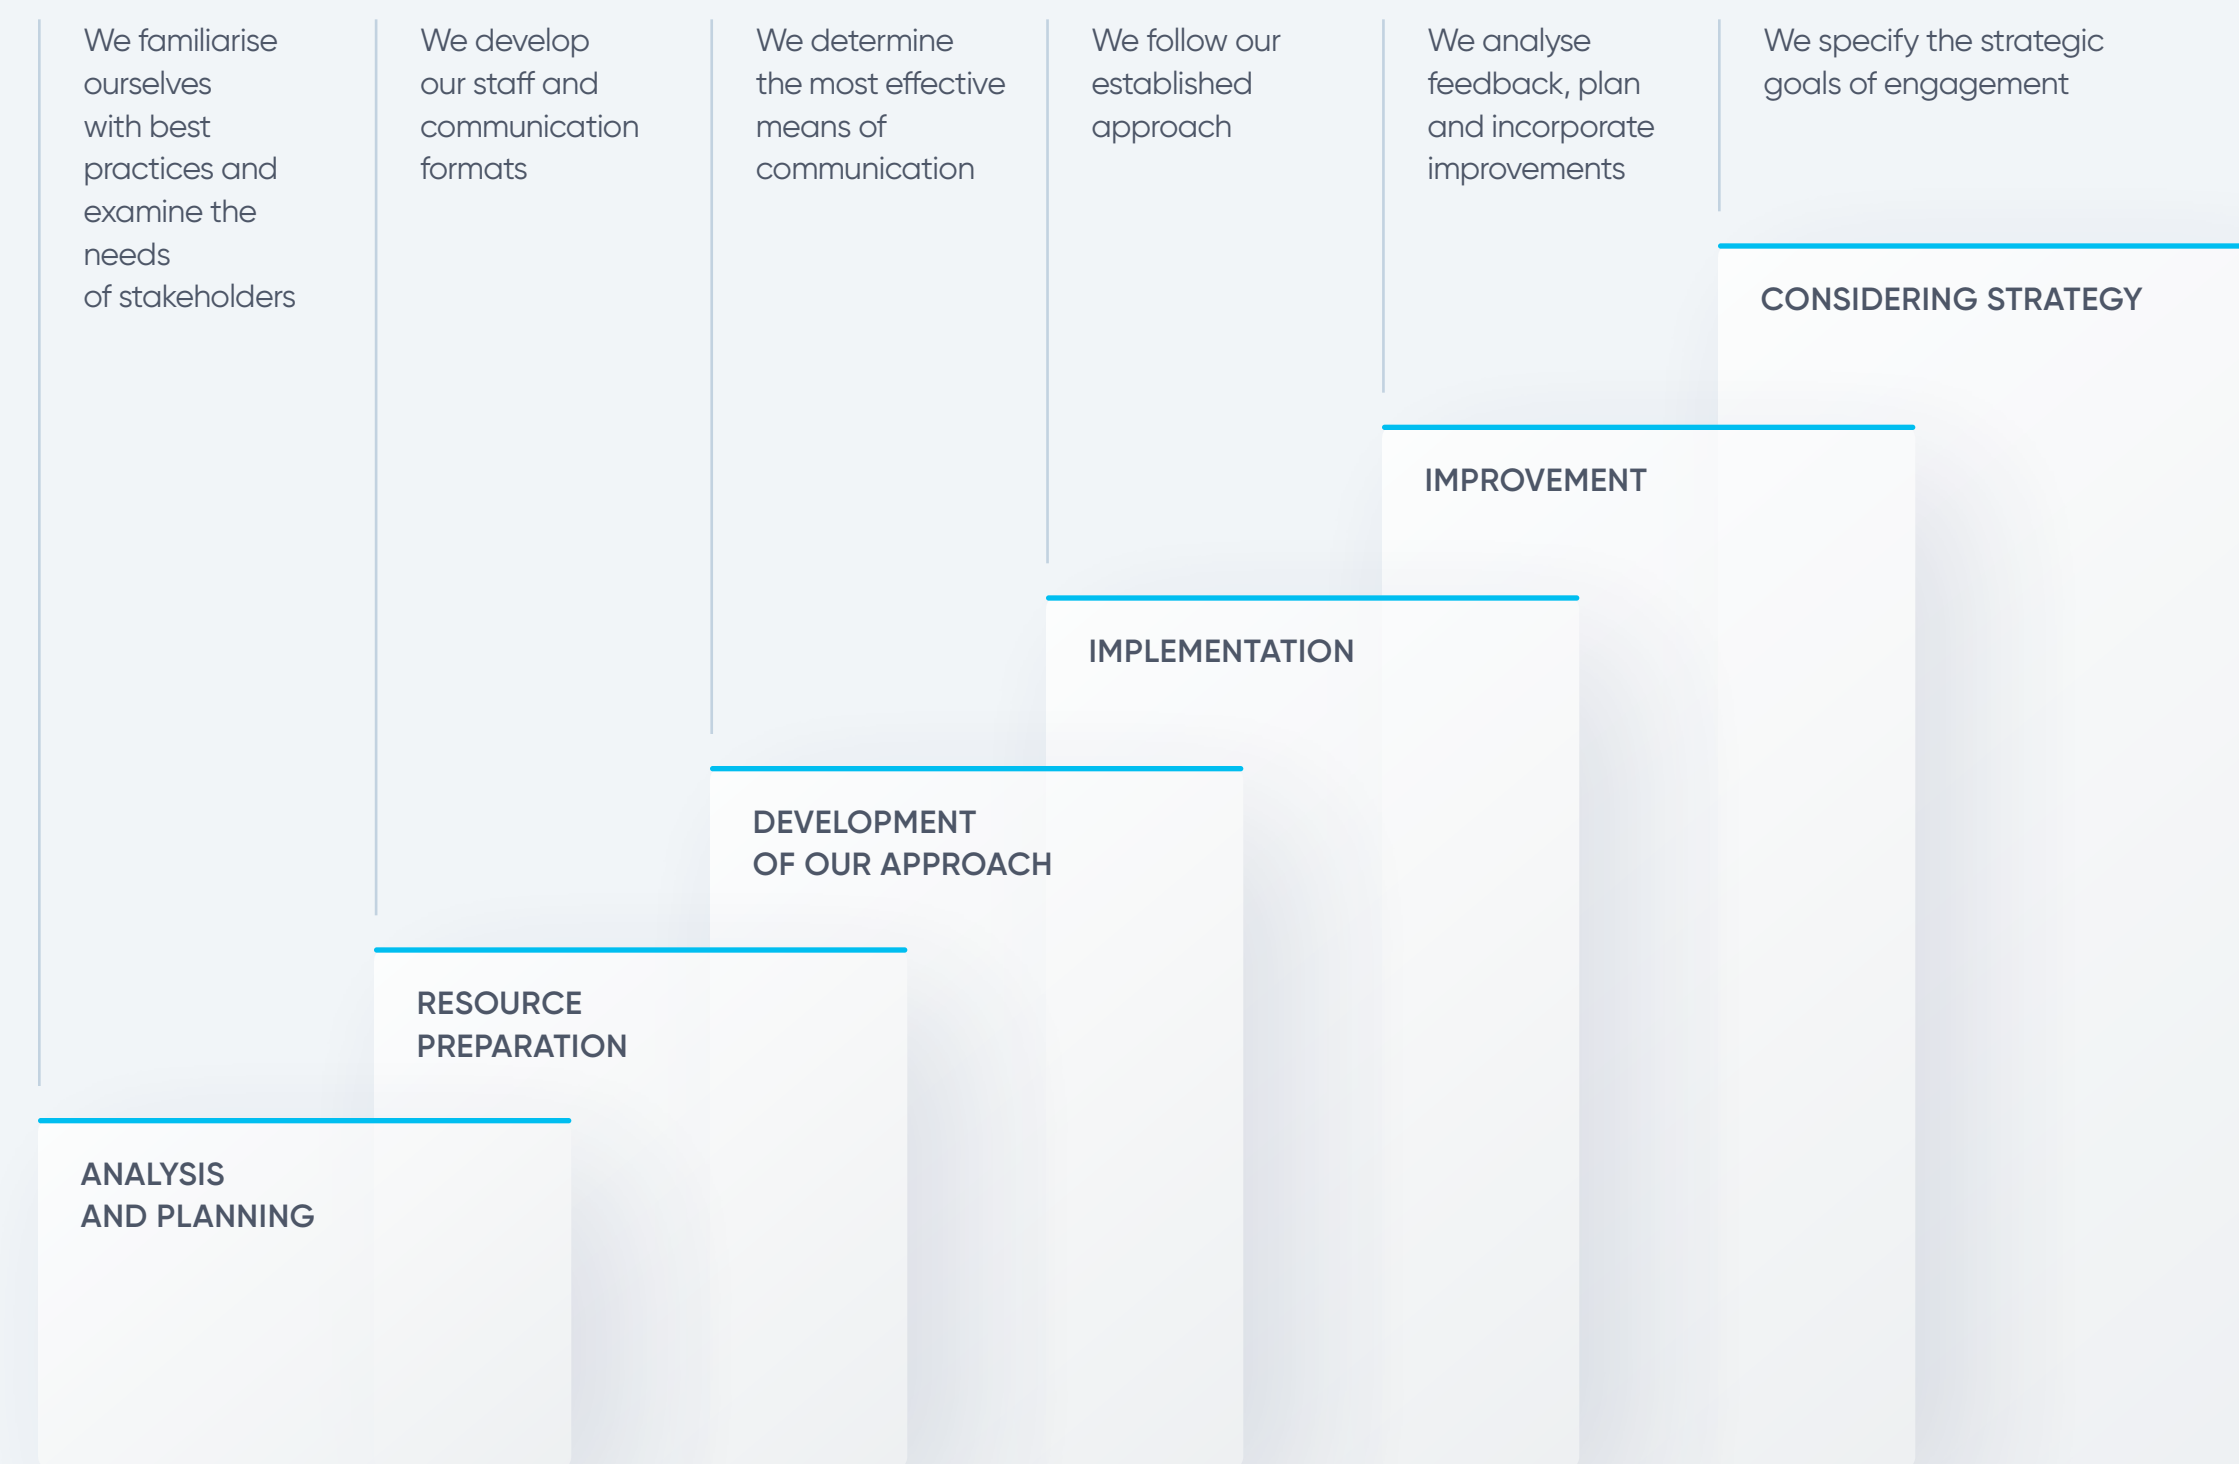 We familiarise
ourselves
with best
practices and
examine the
needs
of stakeholders
We develop
our staff and
communication
formats
We determine
the most effective
means of
communication
We follow our
established
approach
We analyse
feedback, plan
and incorporate
improvements
We specify the strategic
goals of engagement
CONSIDERING STRATEGY
IMPROVEMENT
IMPLEMENTATION
DEVELOPMENT
OF OUR APPROACH
RESOURCE
PREPARATION
ANALYSIS
AND PLANNING